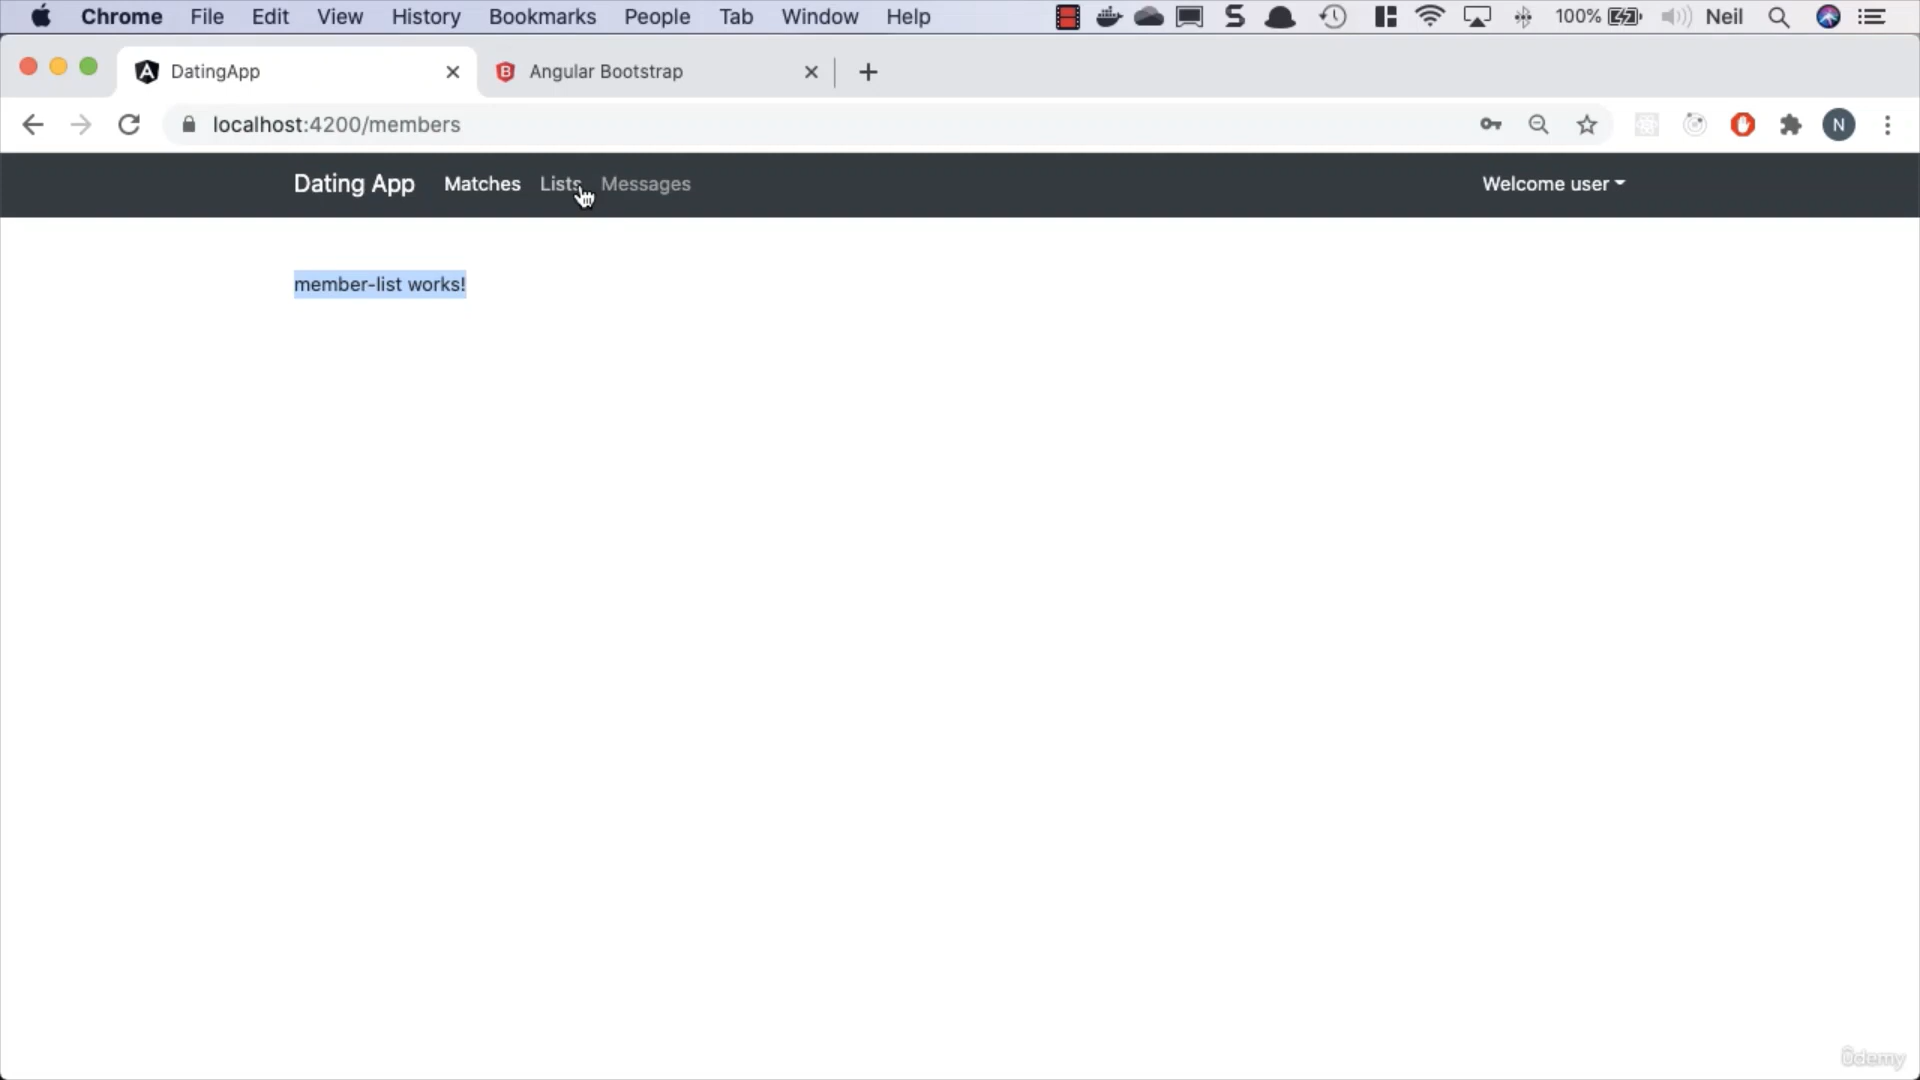 Chrome File Edit View History Bookmarks People Tab Window Help 100% Neil
DatingApp Angular Bootstrap
localhost:4200/members N
Dating App Matches Lists Messages Welcome user
member-list works!
ûdemy